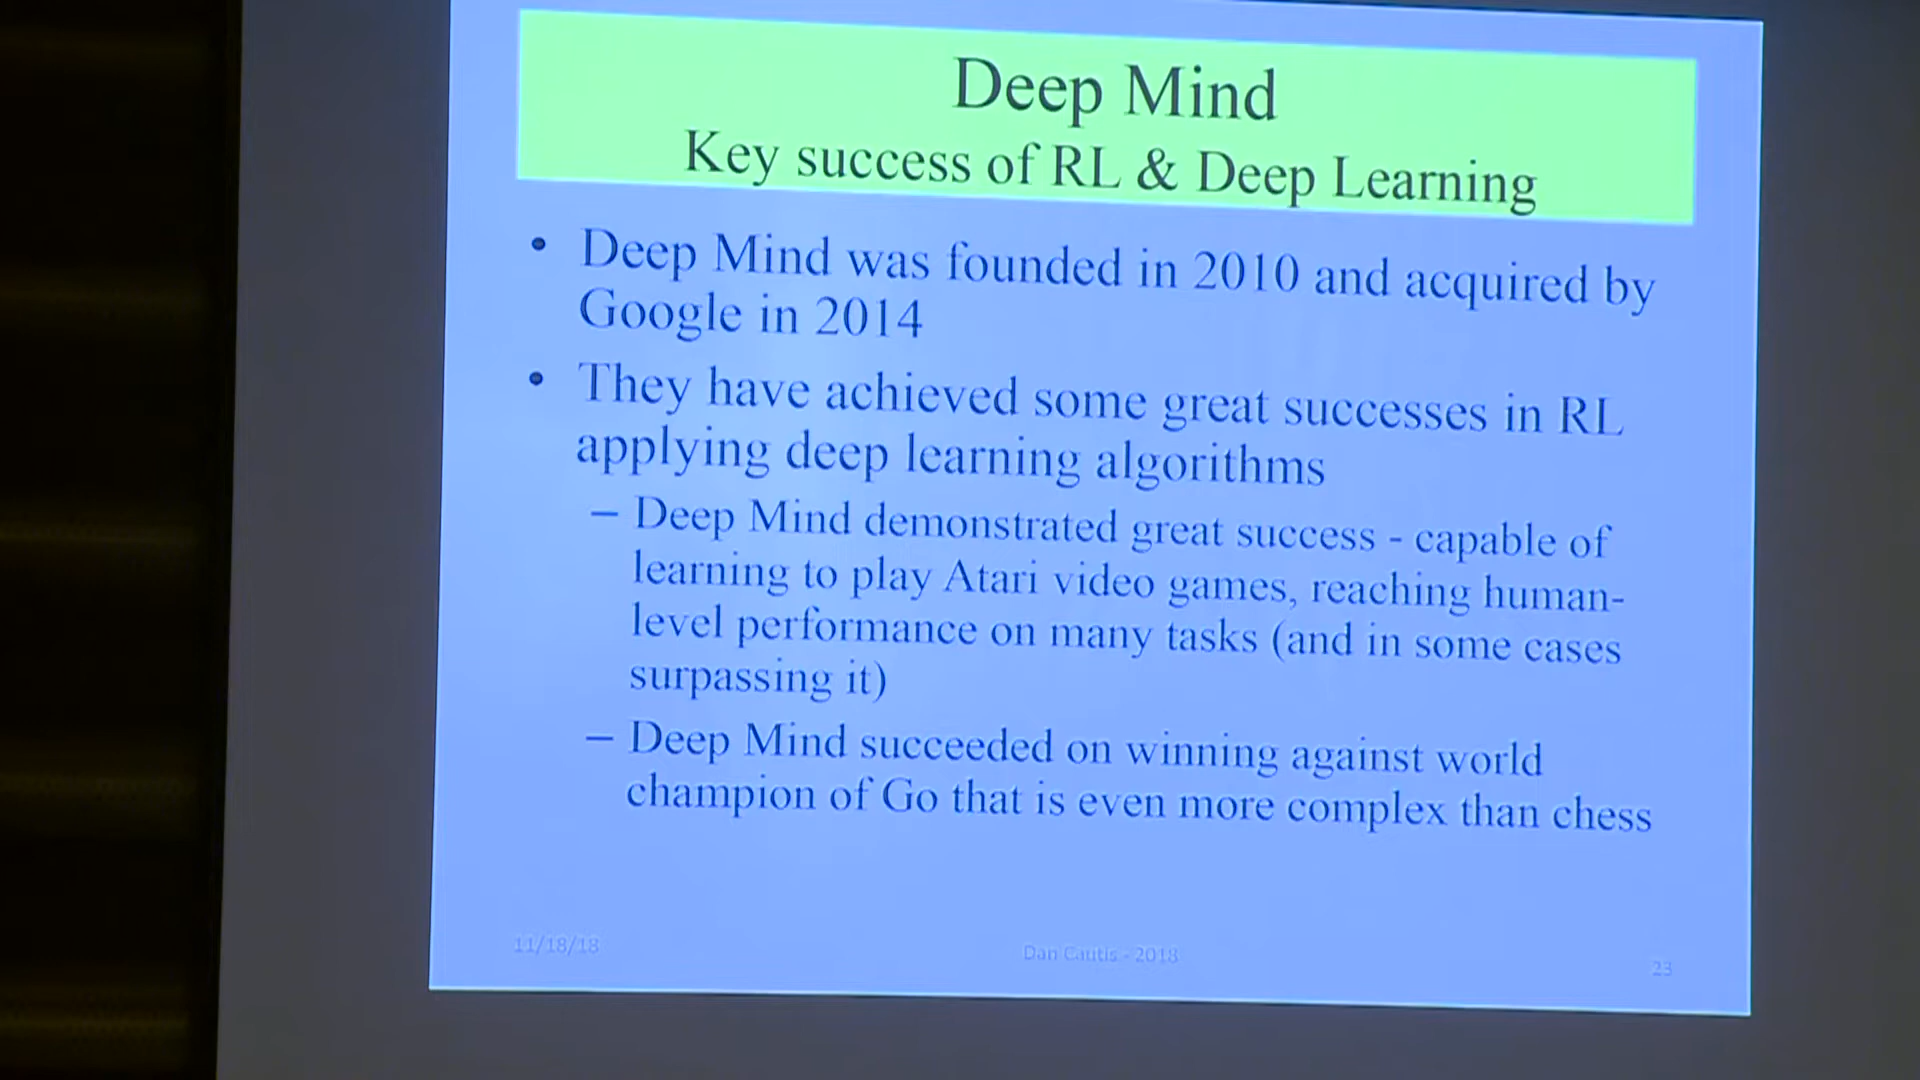 Deep Mind
Key success of RL & Deep Learning
• Deep Mind was founded in 2010 and acquired by
Google in 2014
• They have achieved some great successes in RL
applying deep learning algorithms
– Deep Mind demonstrated great success - capable of
learning to play Atari video games, reaching human-
level performance on many tasks (and in some cases
surpassing it)
– Deep Mind succeeded on winning against world
champion of Go that is even more complex than chess
11/18/18
Dan Cautis - 2018
23